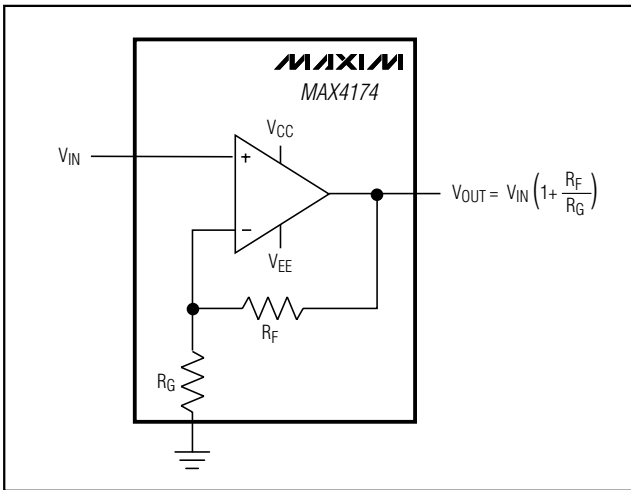 MAXIM
MAX4174
VCC
VIN
+
VOUT = VIN (1+ RF/RG)
−
VEE
RF
RG